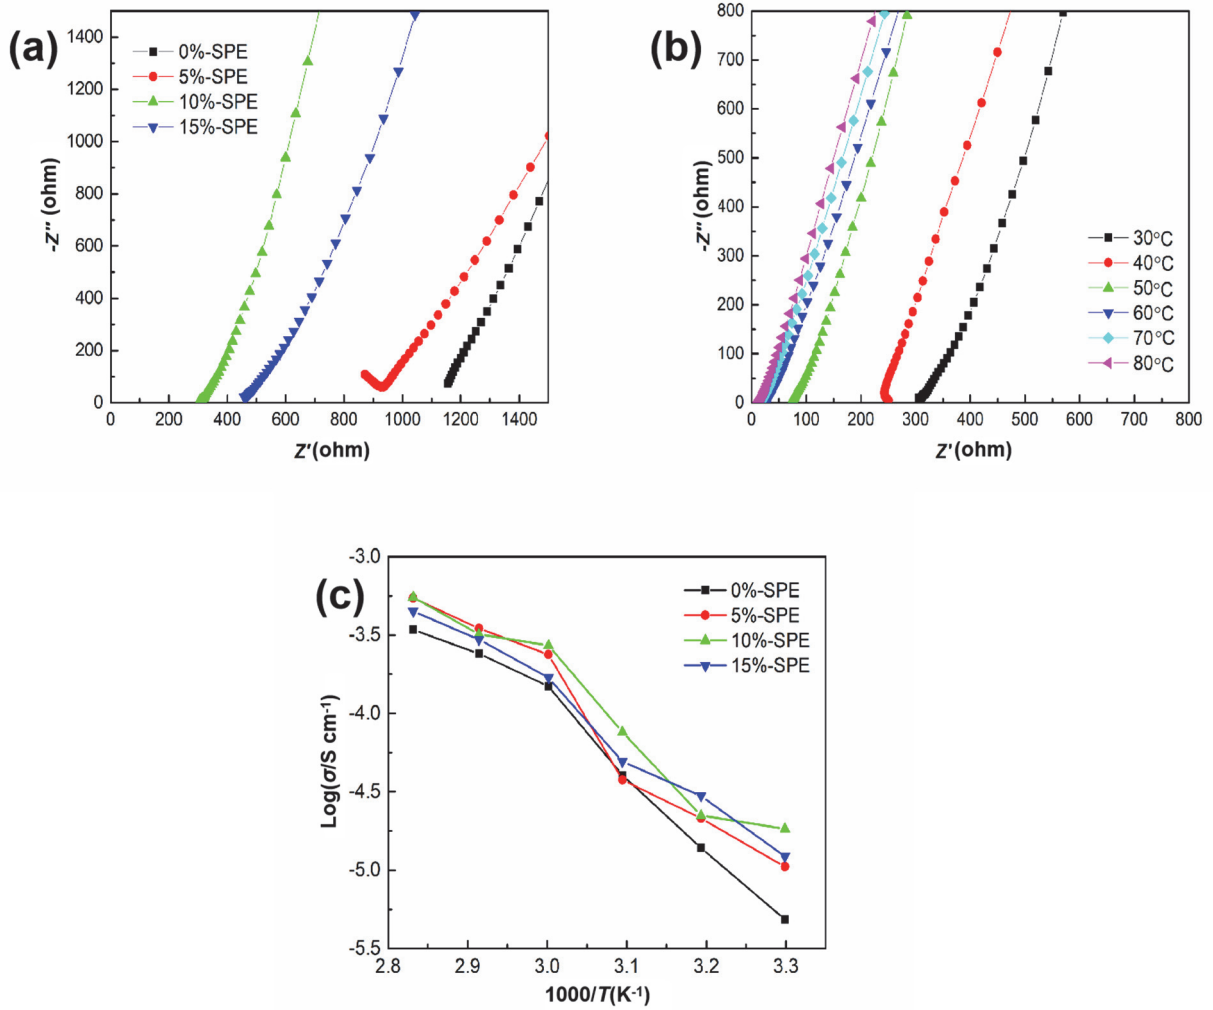 (a)
0%-SPE
5%-SPE
10%-SPE
15%-SPE
1400
1200
1000
800
600
400
200
0
-Z″ (ohm)
0 200 400 600 800 1000 1200 1400
Z′(ohm)
(b)
800
700
600
500
400
300
200
100
0
-Z″ (ohm)
30°C
40°C
50°C
60°C
70°C
80°C
0 100 200 300 400 500 600 700 800
Z′ (ohm)
(c)
0%-SPE
5%-SPE
10%-SPE
15%-SPE
-3.0
-3.5
-4.0
-4.5
-5.0
-5.5
Log(σ/S cm⁻¹)
2.8 2.9 3.0 3.1 3.2 3.3
1000/T(K⁻¹)